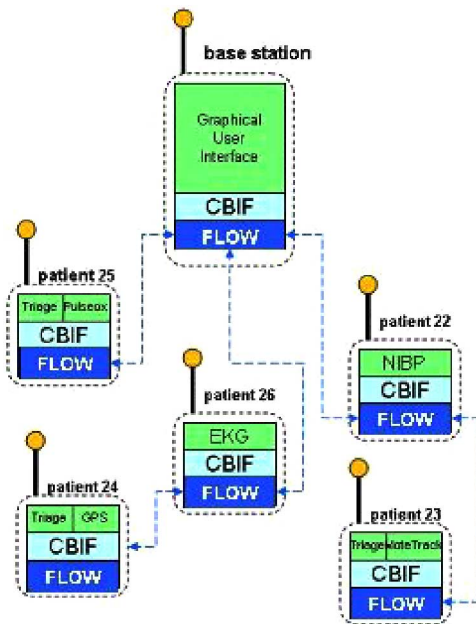 base station
Graphical
User
Interface
CBIF
FLOW
patient 25
Triage Pulseox
CBIF
FLOW
patient 22
NIBP
CBIF
FLOW
patient 26
EKG
CBIF
FLOW
patient 24
Triage GPS
CBIF
FLOW
patient 23
Triage MoteTrack
CBIF
FLOW